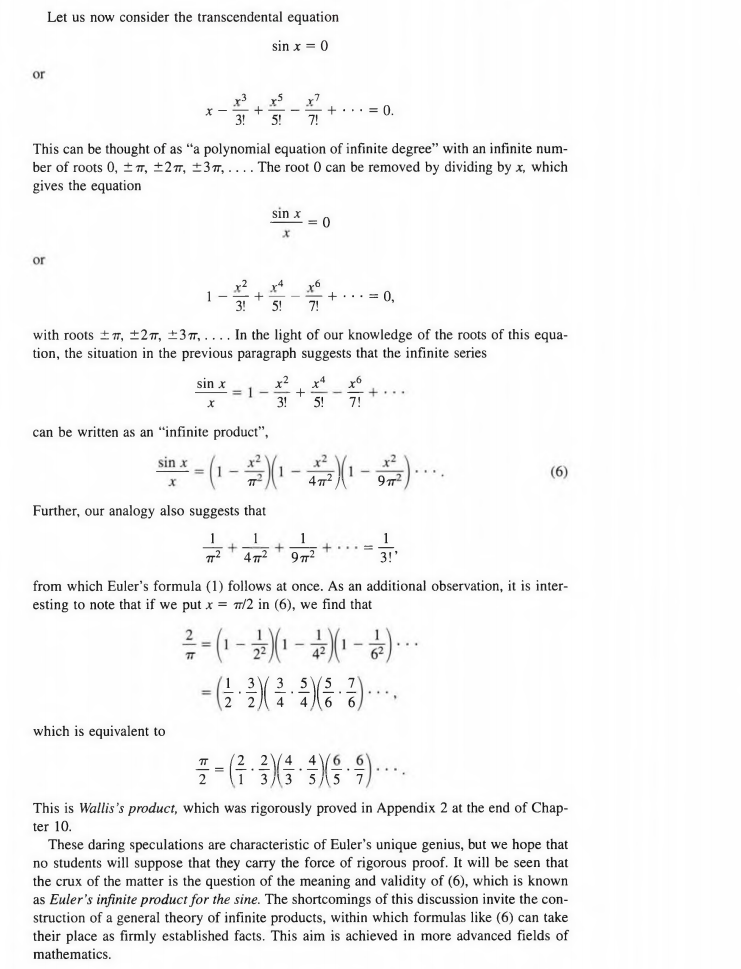 Let us now consider the transcendental equation
sin x = 0
or
x − x³/3! + x⁵/5! − x⁷/7! + · · · = 0.
This can be thought of as “a polynomial equation of infinite degree” with an infinite num-
ber of roots 0, ±π, ±2π, ±3π, . . . . The root 0 can be removed by dividing by x, which
gives the equation
sin x/x = 0
or
1 − x²/3! + x⁴/5! − x⁶/7! + · · · = 0,
with roots ±π, ±2π, ±3π, . . . . In the light of our knowledge of the roots of this equa-
tion, the situation in the previous paragraph suggests that the infinite series
sin x/x = 1 − x²/3! + x⁴/5! − x⁶/7! + · · ·
can be written as an “infinite product”,
sin x/x = (1 − x²/π²)(1 − x²/4π²)(1 − x²/9π²) · · · . (6)
Further, our analogy also suggests that
1/π² + 1/4π² + 1/9π² + · · · = 1/3!,
from which Euler’s formula (1) follows at once. As an additional observation, it is inter-
esting to note that if we put x = π/2 in (6), we find that
2/π = (1 − 1/2²)(1 − 1/4²)(1 − 1/6²) · · ·
= (1/2 · 3/2)(3/4 · 5/4)(5/6 · 7/6) · · · ,
which is equivalent to
π/2 = (2/1 · 2/3)(4/3 · 4/5)(6/5 · 6/7) · · · .
This is Wallis’s product, which was rigorously proved in Appendix 2 at the end of Chap-
ter 10.
These daring speculations are characteristic of Euler’s unique genius, but we hope that
no students will suppose that they carry the force of rigorous proof. It will be seen that
the crux of the matter is the question of the meaning and validity of (6), which is known
as Euler’s infinite product for the sine. The shortcomings of this discussion invite the con-
struction of a general theory of infinite products, within which formulas like (6) can take
their place as firmly established facts. This aim is achieved in more advanced fields of
mathematics.